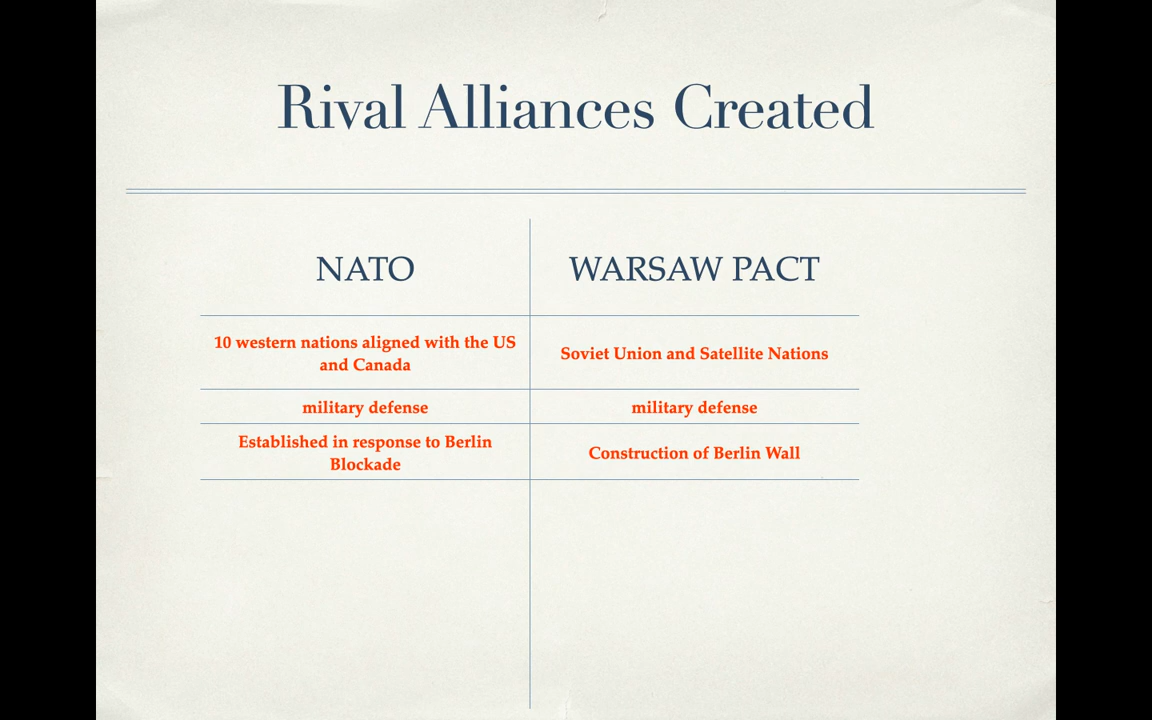 Rival Alliances Created
NATO
WARSAW PACT
10 western nations aligned with the US
and Canada
Soviet Union and Satellite Nations
military defense
military defense
Established in response to Berlin
Blockade
Construction of Berlin Wall